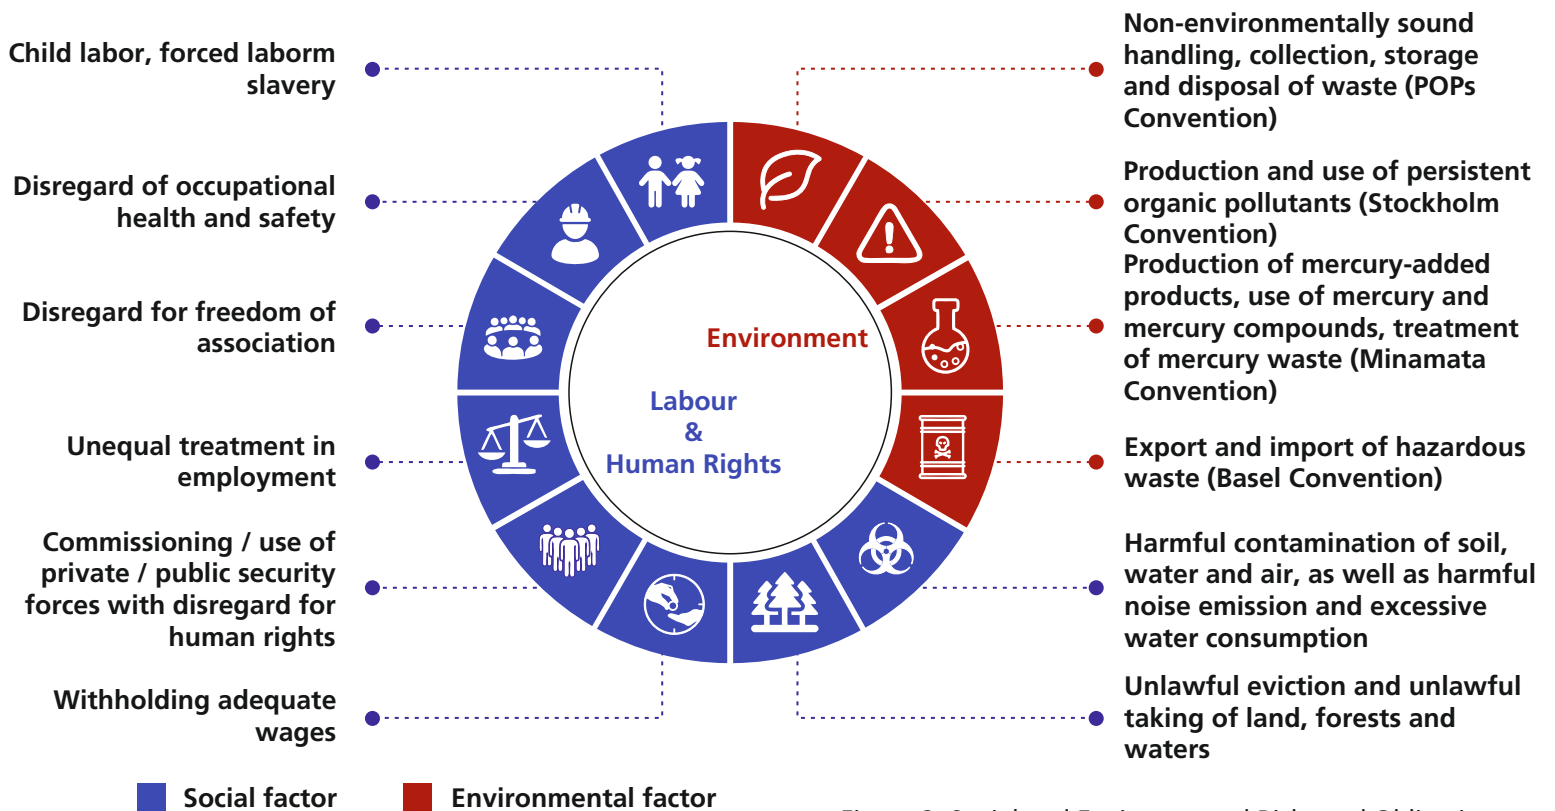 Child labor, forced laborm
slavery
Disregard of occupational
health and safety
Disregard for freedom of
association
Unequal treatment in
employment
Commissioning / use of
private / public security
forces with disregard for
human rights
Withholding adequate
wages
Environment
Labour
&
Human Rights
Non-environmentally sound
handling, collection, storage
and disposal of waste (POPs
Convention)
Production and use of persistent
organic pollutants (Stockholm
Convention)
Production of mercury-added
products, use of mercury and
mercury compounds, treatment
of mercury waste (Minamata
Convention)
Export and import of hazardous
waste (Basel Convention)
Harmful contamination of soil,
water and air, as well as harmful
noise emission and excessive
water consumption
Unlawful eviction and unlawful
taking of land, forests and
waters
Social factor
Environmental factor